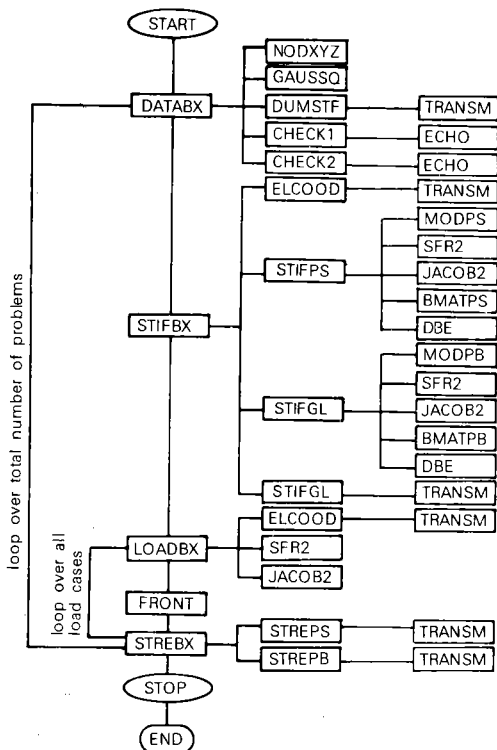 START
NODXYZ
GAUSSQ
DATABX
DUMSTF
TRANSM
CHECK1
ECHO
CHECK2
ECHO
ELCOOD
TRANSM
MODPS
SFR2
STIFPS
JACOB2
BMATPS
DBE
STIFBX
MODPB
SFR2
STIFGL
JACOB2
BMATPB
DBE
STIFGL
TRANSM
ELCOOD
TRANSM
LOADBX
SFR2
JACOB2
FRONT
STREBX
STREPS
TRANSM
STREPB
TRANSM
STOP
END
loop over total number of problems
loop over all
load cases